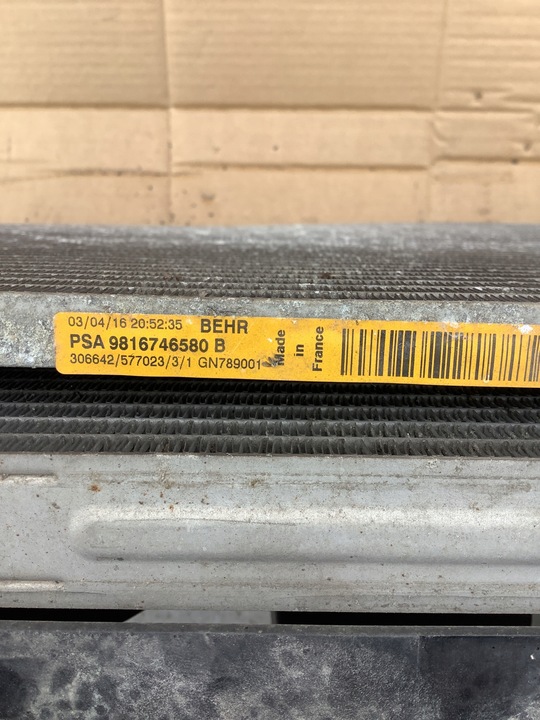 03/04/16 20:52:35 BEHR
PSA 9816746580 B
306642/577023/3/1 GN789001
Made
in
France